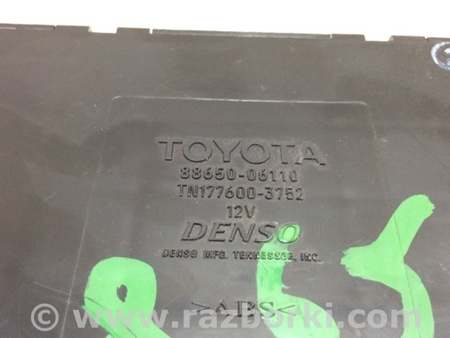 TOYOTA
88650-06110
TN177600-3752
12V
DENSO
DENSO MFG. TENNESSEE, INC.
>ABS<
www.razborki.com